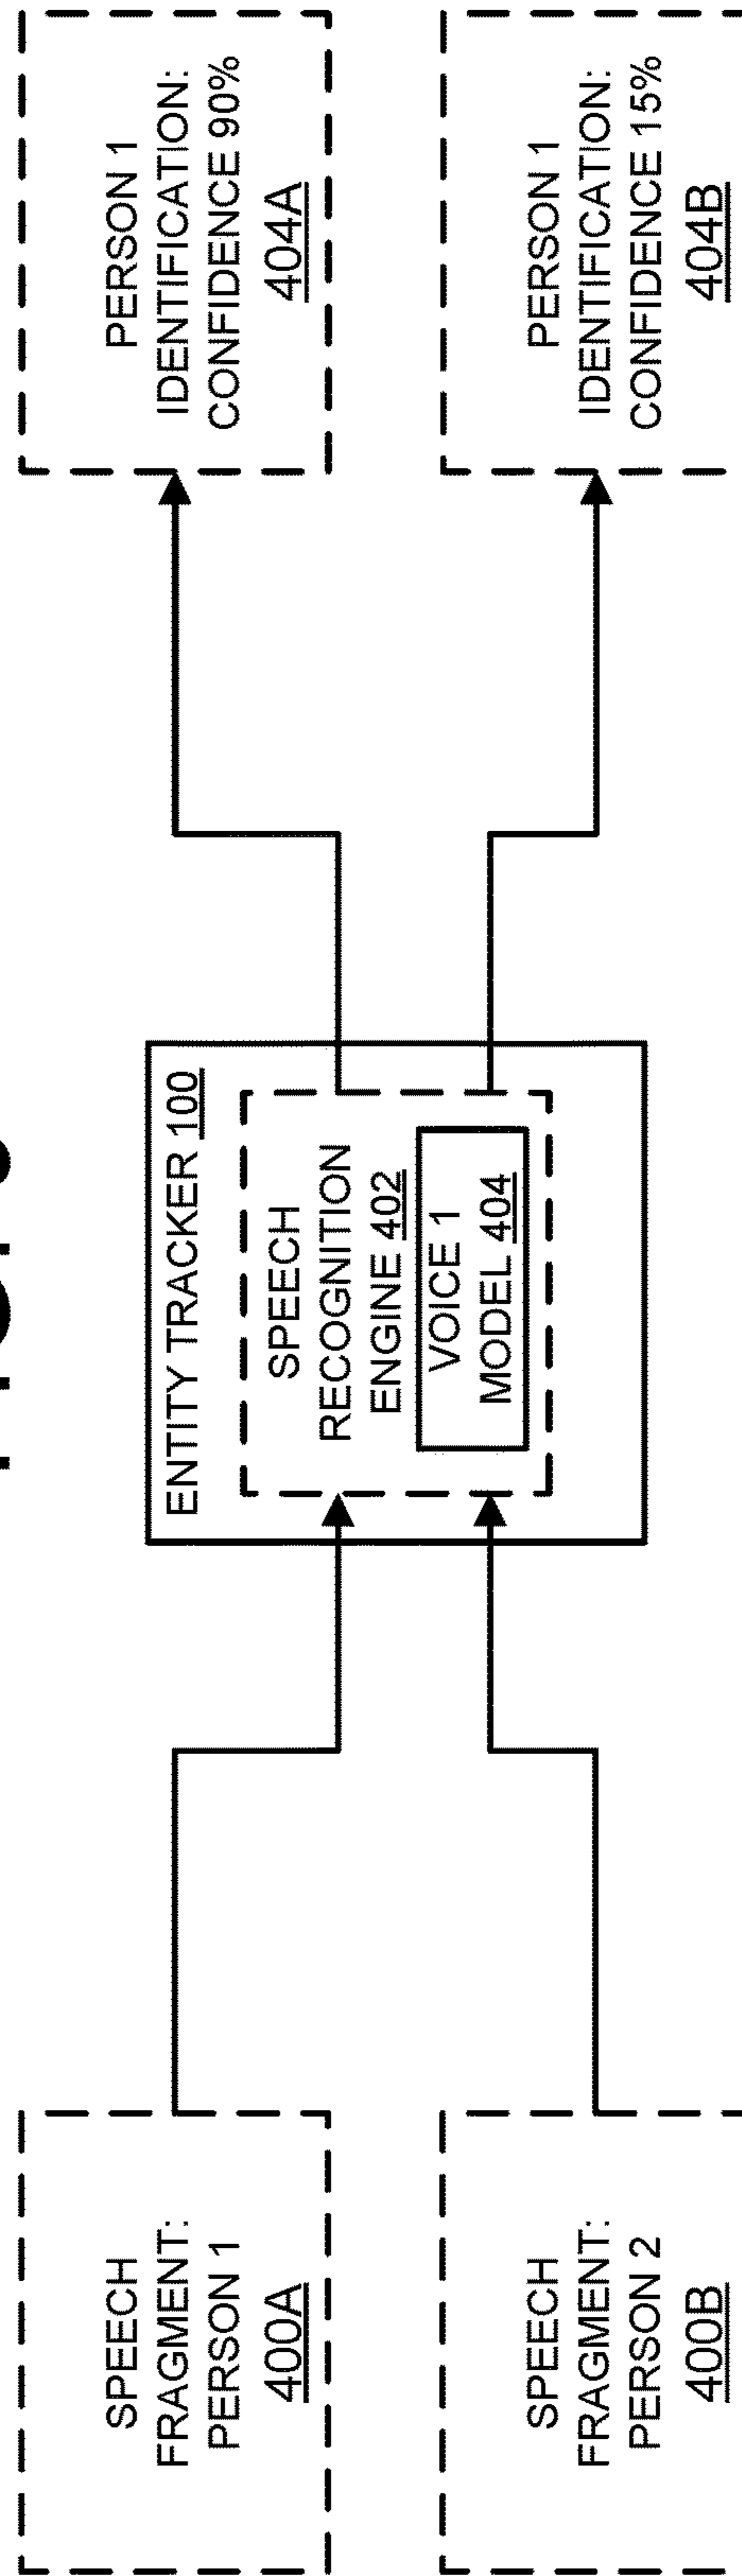 SPEECH
FRAGMENT:
PERSON 1
400A
SPEECH
FRAGMENT:
PERSON 2
400B
ENTITY TRACKER 100
SPEECH
RECOGNITION
ENGINE 402
VOICE 1
MODEL 404
PERSON 1
IDENTIFICATION:
CONFIDENCE 90%
404A
PERSON 1
IDENTIFICATION:
CONFIDENCE 15%
404B